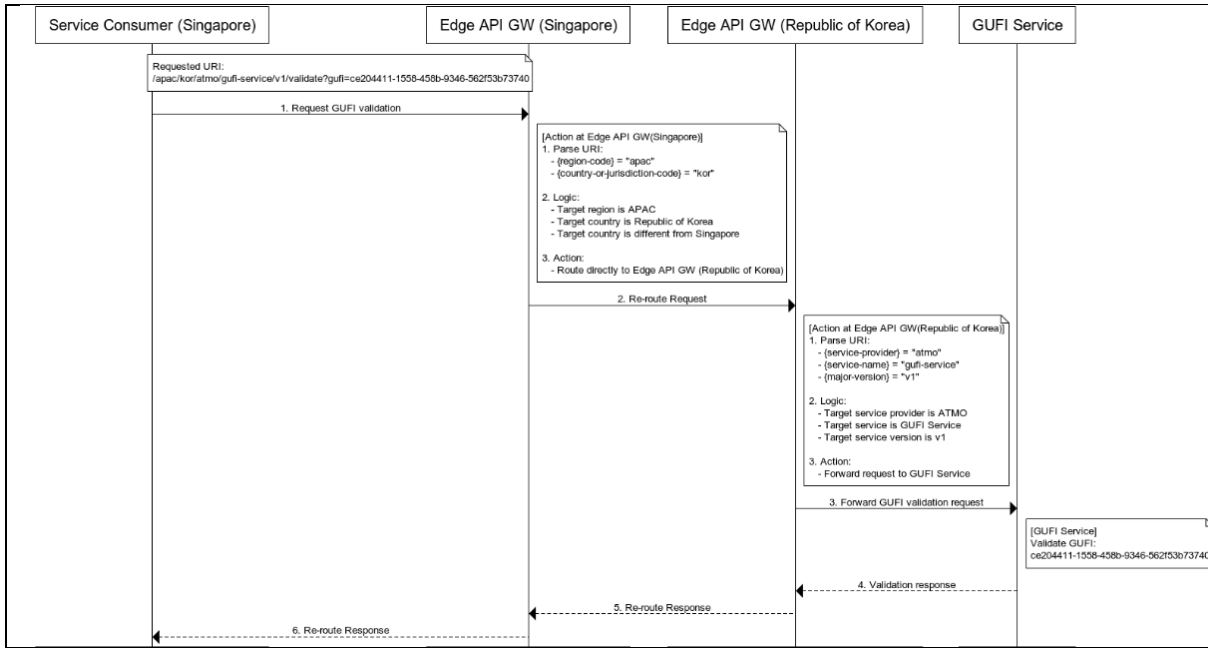 Service Consumer (Singapore)
Edge API GW (Singapore)
Edge API GW (Republic of Korea)
GUFI Service
Requested URI:
/apac/kor/atmo/gufi-service/v1/validate?gufi=ce204411-1558-458b-9346-562f53b73740
1. Request GUFI validation
[Action at Edge API GW(Singapore)]
1. Parse URI:
- {region-code} = "apac"
- {country-or-jurisdiction-code} = "kor"
2. Logic:
- Target region is APAC
- Target country is Republic of Korea
- Target country is different from Singapore
3. Action:
- Route directly to Edge API GW (Republic of Korea)
2. Re-route Request
[Action at Edge API GW(Republic of Korea)]
1. Parse URI:
- {service-provider} = "atmo"
- {service-name} = "gufi-service"
- {major-version} = "v1"
2. Logic:
- Target service provider is ATMO
- Target service is GUFI Service
- Target service version is v1
3. Action:
- Forward request to GUFI Service
3. Forward GUFI validation request
[GUFI Service]
Validate GUFI:
ce204411-1558-458b-9346-562f53b73740
4. Validation response
5. Re-route Response
6. Re-route Response